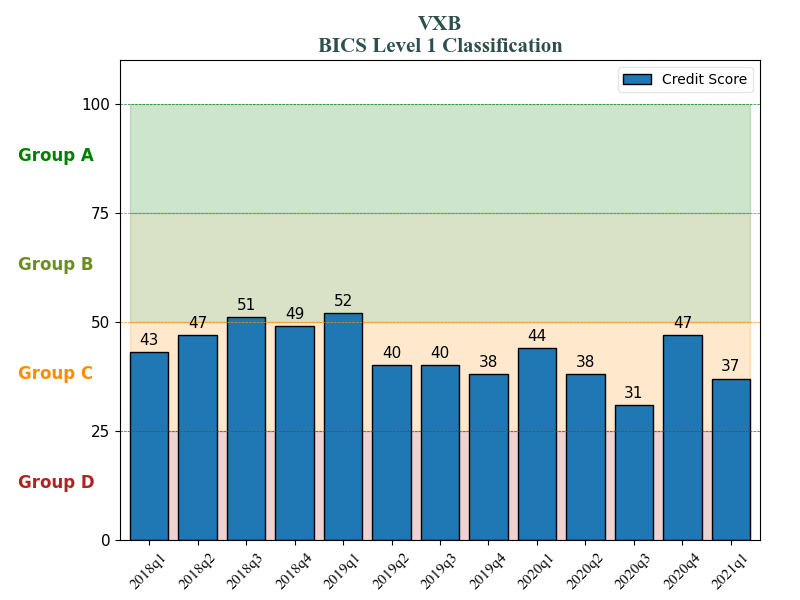 VXB
BICS Level 1 Classification
Credit Score
100
Group A
75
Group B
50
Group C
25
Group D
0
43
47
51
49
52
40
40
38
44
38
31
47
37
2018q1
2018q2
2018q3
2018q4
2019q1
2019q2
2019q3
2019q4
2020q1
2020q2
2020q3
2020q4
2021q1